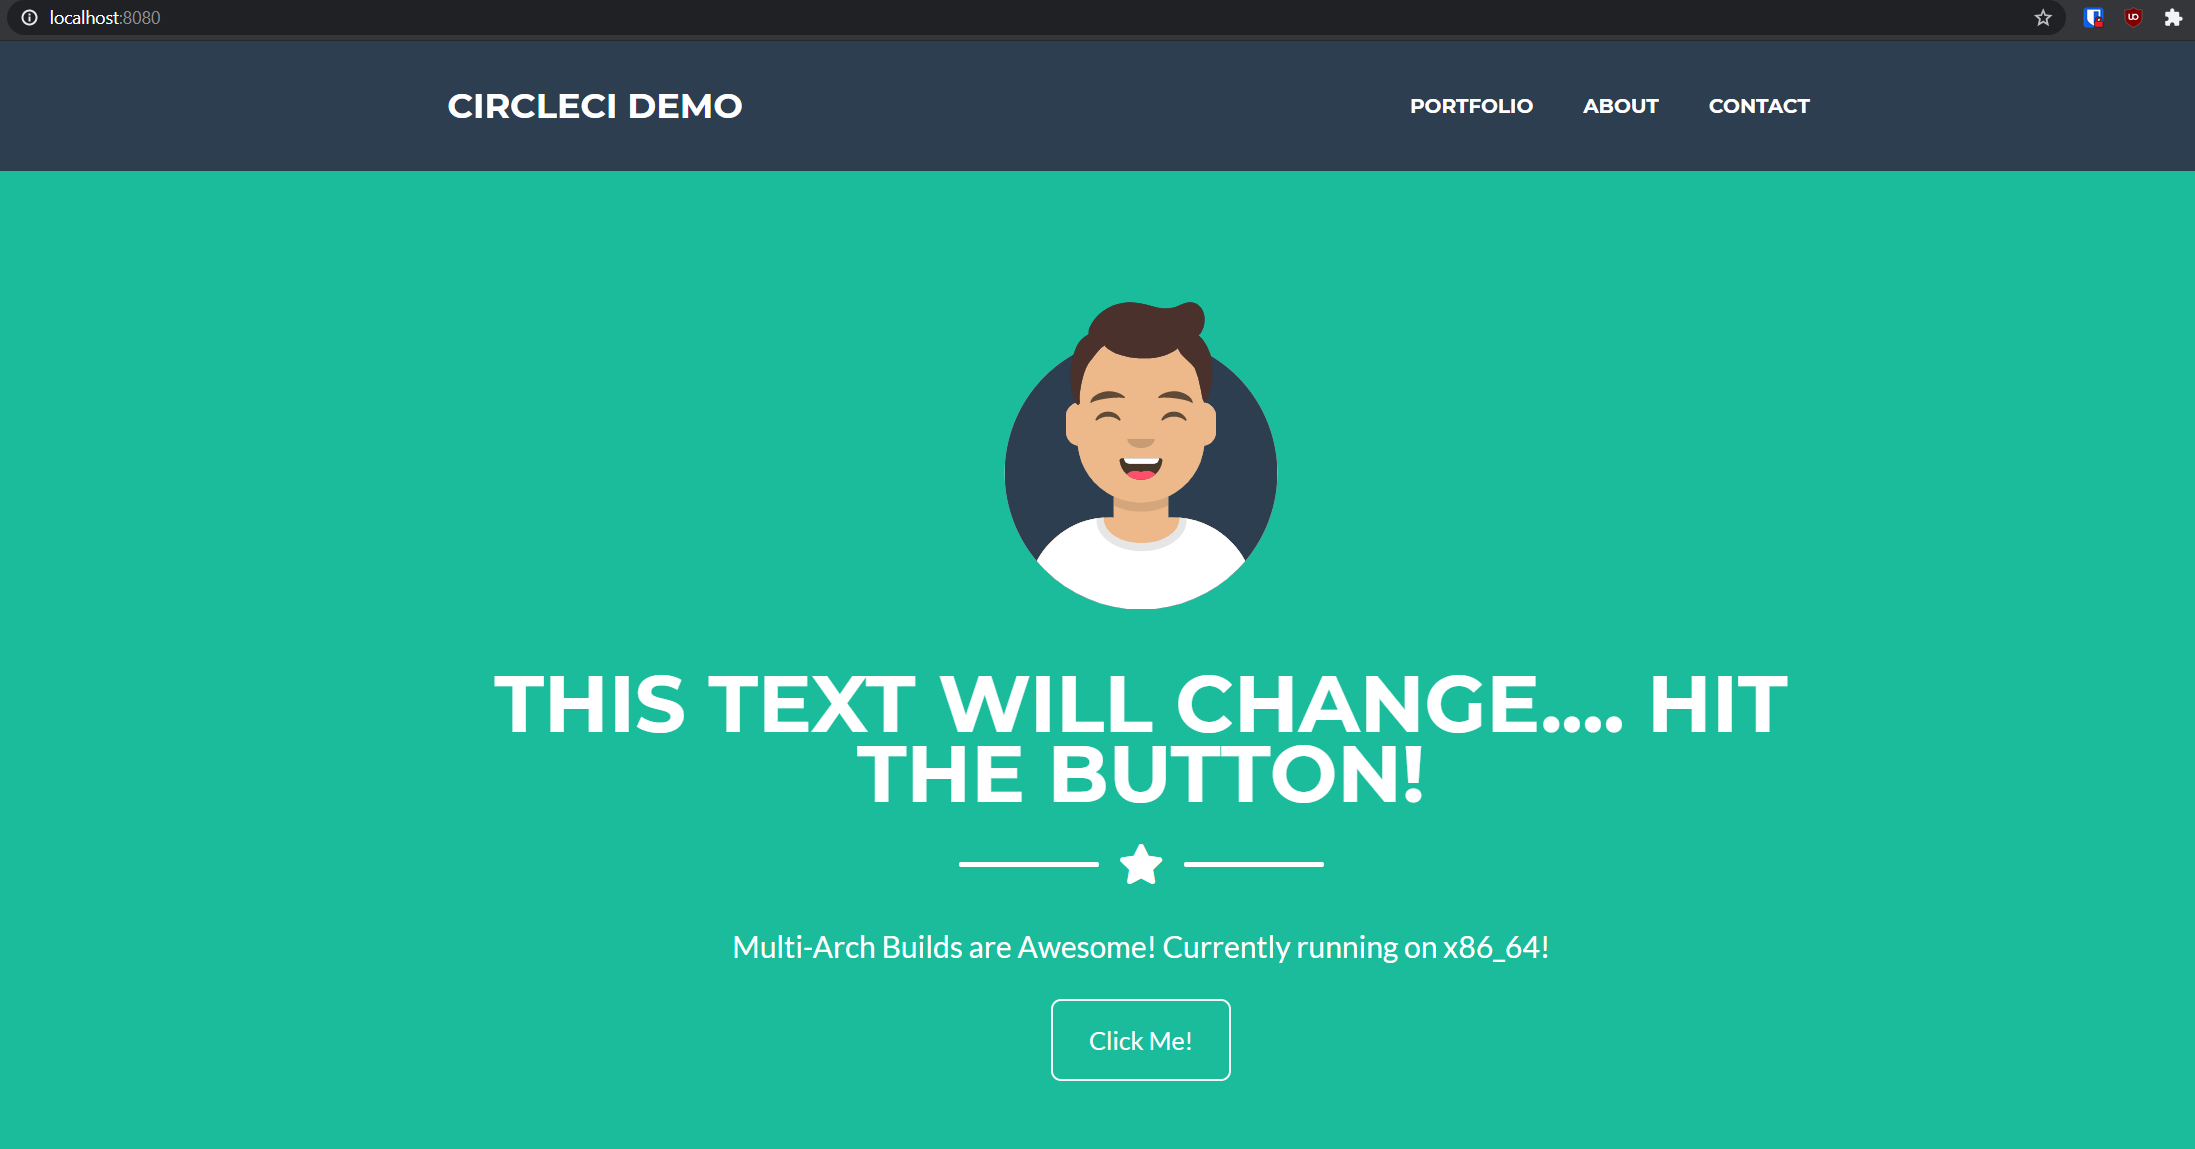 localhost:8080
CIRCLECI DEMO
PORTFOLIO ABOUT CONTACT
THIS TEXT WILL CHANGE.... HIT
THE BUTTON!
Multi-Arch Builds are Awesome! Currently running on x86_64!
Click Me!